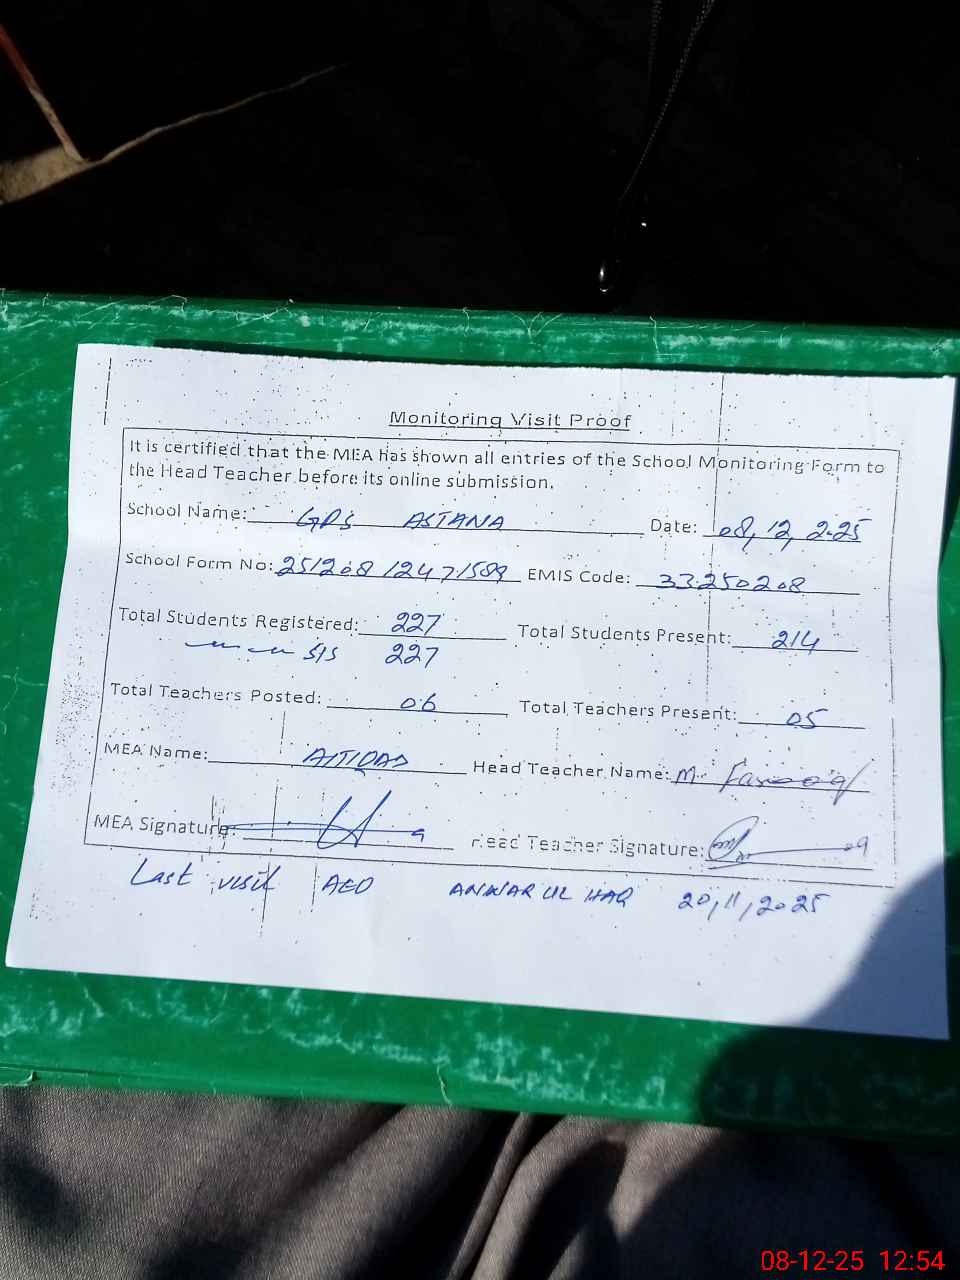 Monitoring Visit Proof
It is certified that the MEA has shown all entries of the School Monitoring Form to
the Head Teacher before its online submission.
School Name: GPS ASTANA Date: 08, 12, 2025
School Form No: 251208 12471589 EMIS Code: 33250208
Total Students Registered: 227 Total Students Present: 214
SIS 227
Total Teachers Posted: 06 Total Teachers Present: 05
MEA Name: Head Teacher Name: M. Farooq
MEA Signature: Head Teacher Signature:
Last visit AEO ANWAR UL HAQ 20, 11, 2025
08-12-25 12:54